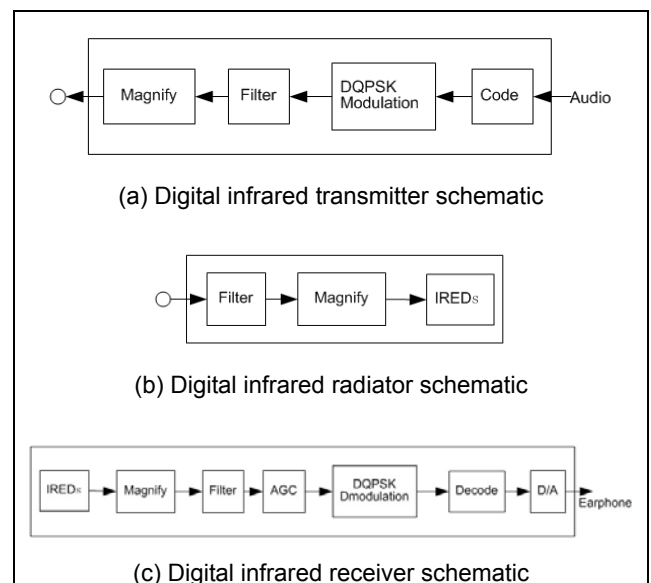 Magnify Filter DQPSK Modulation Code Audio
(a) Digital infrared transmitter schematic
Filter Magnify IREDs
(b) Digital infrared radiator schematic
IREDs Magnify Filter AGC DQPSK Dmodulation Decode D/A Earphone
(c) Digital infrared receiver schematic